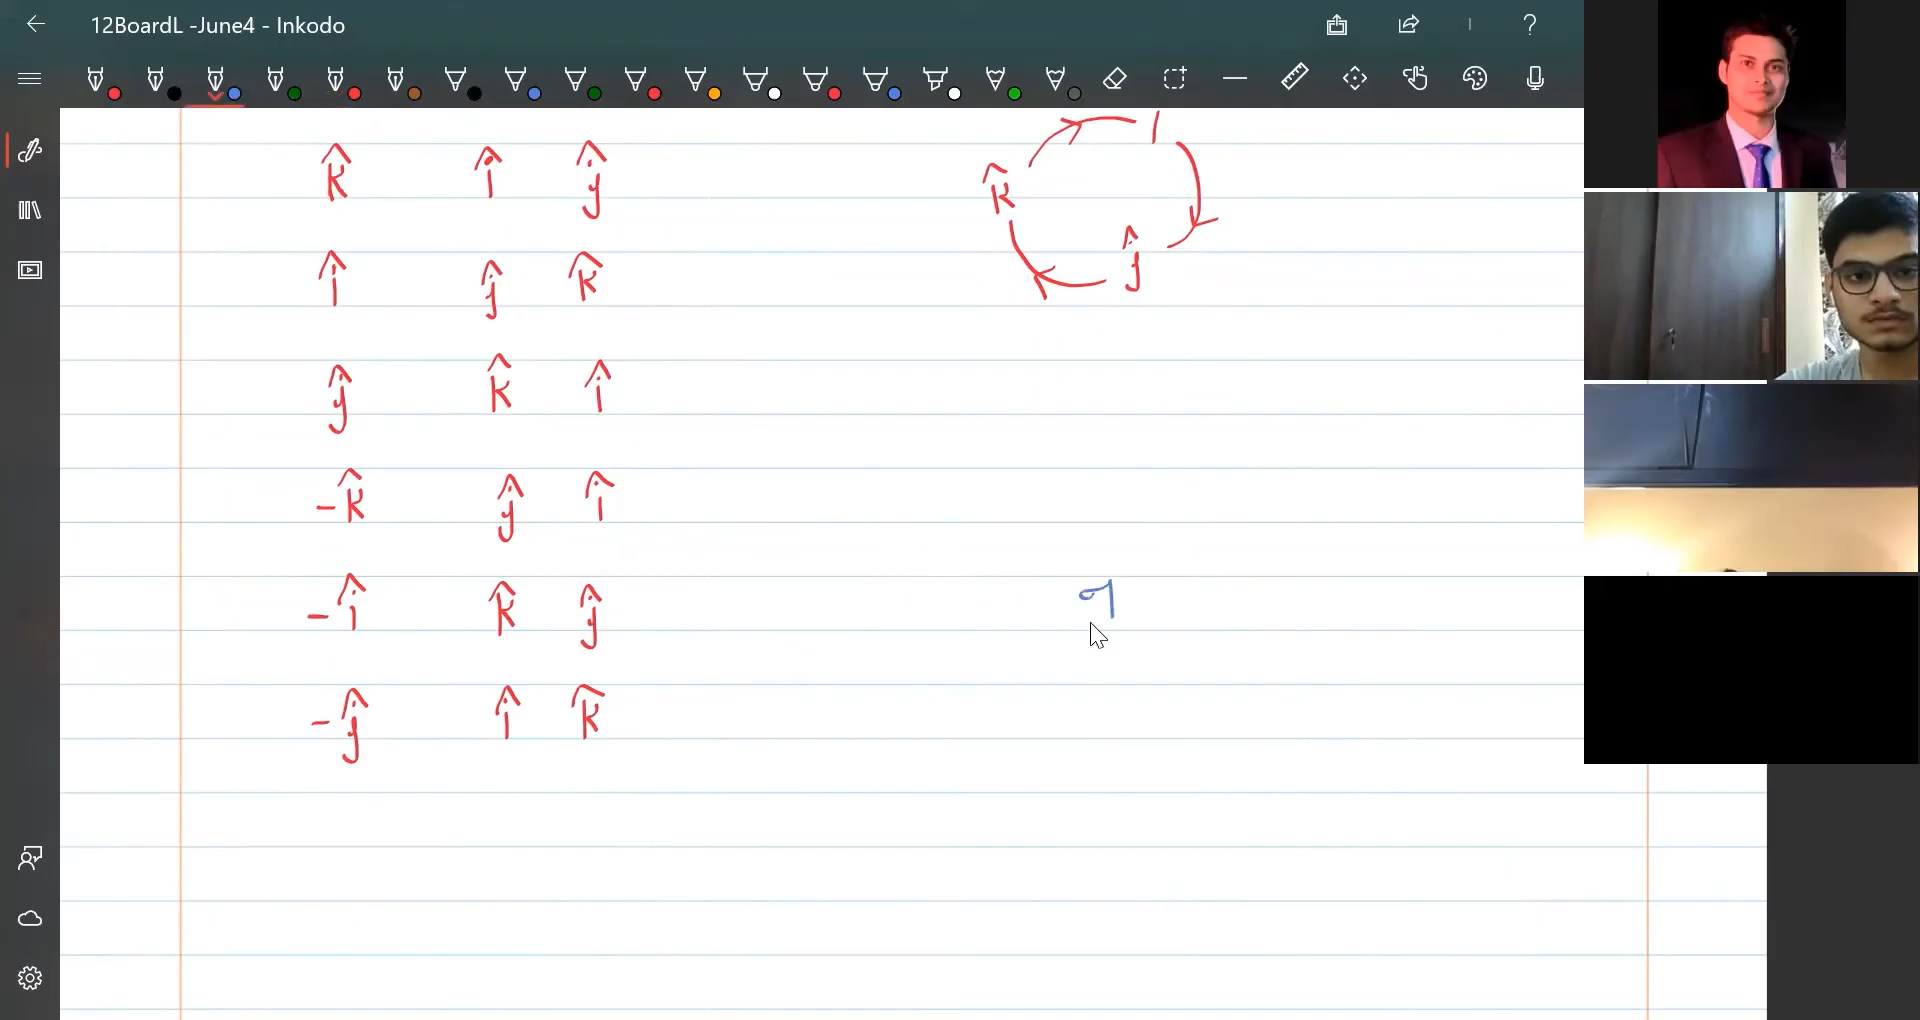 12BoardL -June4 - Inkodo
?
k̂ î ĵ
î ĵ k̂
ĵ k̂ î
-k̂ ĵ î
-î k̂ ĵ
-ĵ î k̂
i
k̂
ĵ
q